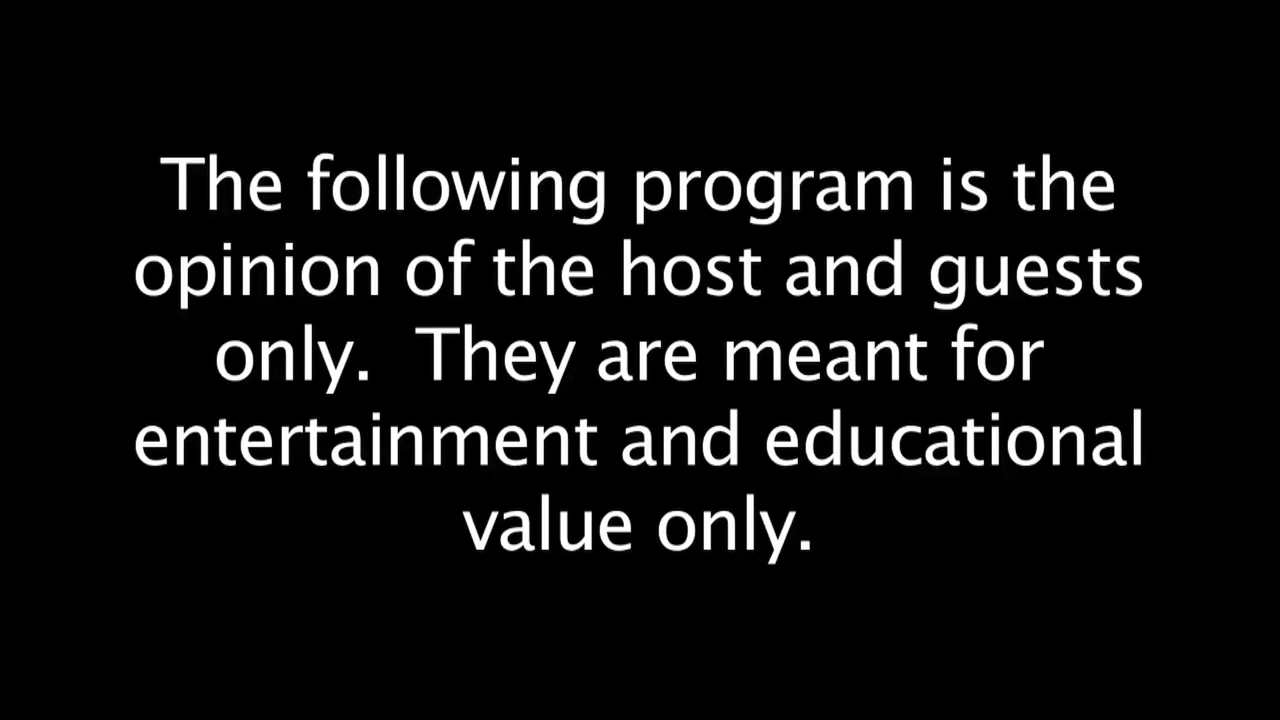 The following program is the
opinion of the host and guests
only.  They are meant for
entertainment and educational
value only.